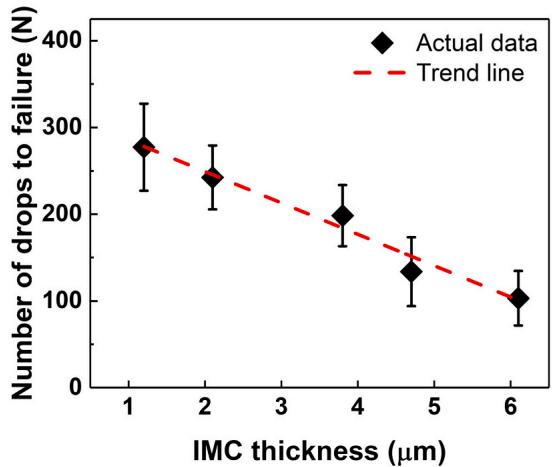 Number of drops to failure (N)
400
300
200
100
0
Actual data
Trend line
1 2 3 4 5 6
IMC thickness (μm)